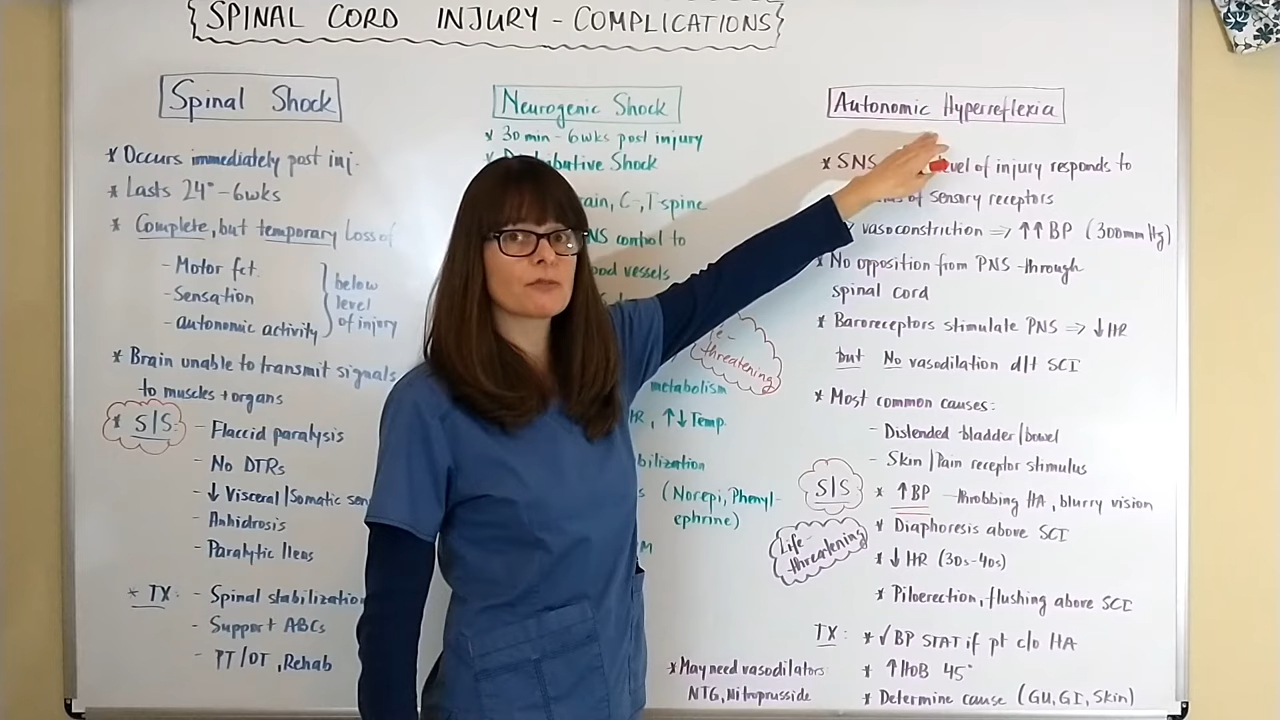 SPINAL CORD INJURY - COMPLICATIONS
Spinal Shock
* Occurs immediately post inj.
* Lasts 24° - 6wks
* Complete, but temporary Loss of
- Motor fct.
- Sensation
- autonomic activity
below
level
of injury
* Brain unable to transmit signals
to muscles + organs
* S/S
- Flaccid paralysis
- No DTRs
- ↓ Visceral/Somatic sen
- Anhidrosis
- Paralytic Ileus
* TX: - Spinal stabilization
- Support ABCs
- PT/OT, Rehab
Neurogenic Shock
* 30 min - 6wks post injury
* Shock
C-, T-spine
control to
vessels
threatening
metabolism
HR, ↑↓ Temp.
(Norepi, Phenyl-
ephrine)
Autonomic Hyperreflexia
* SNS level of injury responds to
of sensory receptors
vasoconstriction ⇒ ↑↑ BP (300mmHg)
* No opposition from PNS - through
spinal cord
* Baroreceptors stimulate PNS ⇒ ↓ HR
but No vasodilation d/t SCI
* Most common causes:
- Distended bladder/bowel
- Skin/Pain receptor stimulus
S/S * ↑BP - throbbing HA, blurry vision
Life-
threatening
* Diaphoresis above SCI
* ↓ HR (30s-40s)
* Piloerection, flushing above SCI
TX: * √ BP STAT if pt c/o HA
* ↑ HOB 45°
* Determine cause (GU, GI, Skin)
* May need vasodilators:
NTG, Nitroprusside